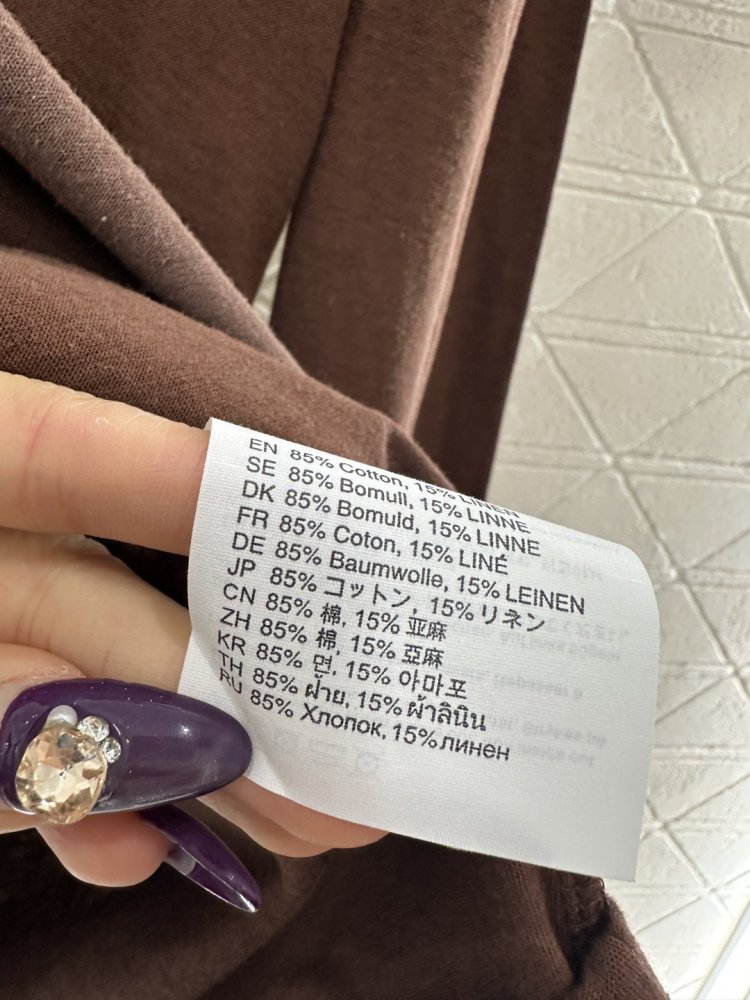 EN 85% Cotton, 15% LINEN
SE 85% Bomull, 15% LINNE
DK 85% Bomuld, 15% LINNE
FR 85% Coton, 15% LINÉ
DE 85% Baumwolle, 15% LEINEN
JP 85% コットン, 15% リネン
CN 85% 棉, 15% 亚麻
ZH 85% 棉, 15% 亞麻
KR 85% 면, 15% 아마포
TH 85% ฝ้าย, 15% ผ้าลินิน
RU 85% Хлопок, 15% линен